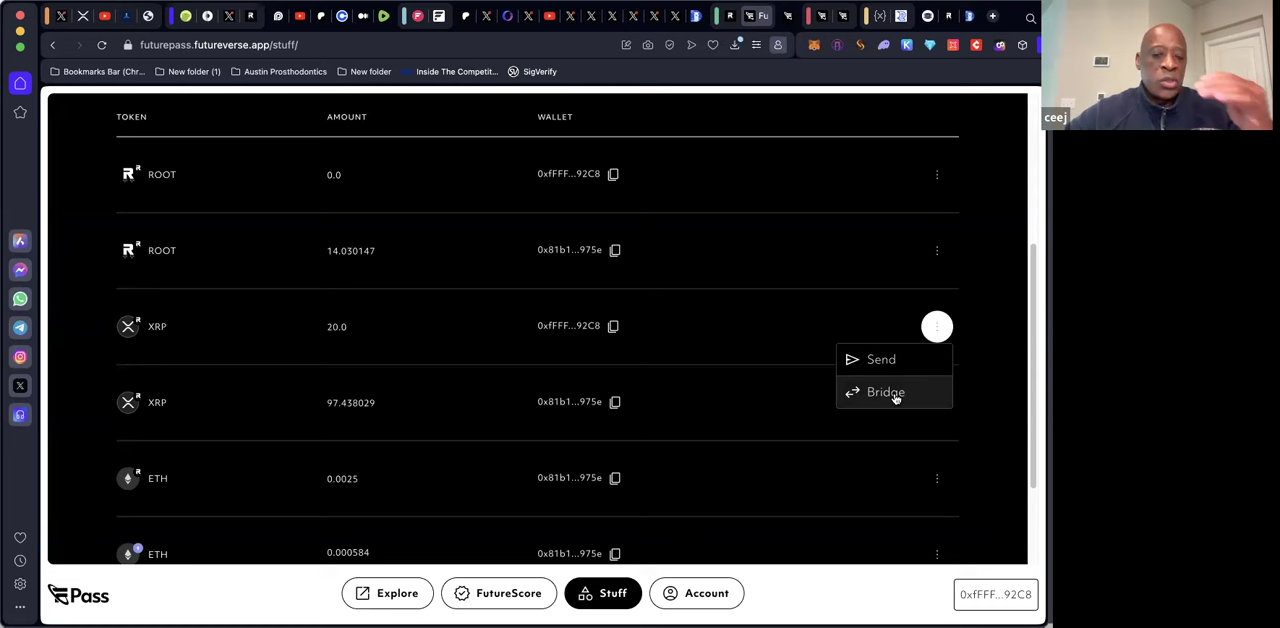 Fu
futurepass.futureverse.app/stuff/
Bookmarks Bar (Chr...
New folder (1)
Austin Prosthodontics
New folder
Inside The Competit...
SigVerify
ceej
TOKEN AMOUNT WALLET
ROOT 0.0 0xfFFF...92C8
ROOT 14.030147 0x81b1...975e
XRP 20.0 0xfFFF...92C8
Send
Bridge
XRP 97.438029 0x81b1...975e
ETH 0.0025 0x81b1...975e
ETH 0.000584 0x81b1...975e
Pass
Explore
FutureScore
Stuff
Account
0xfFFF...92C8